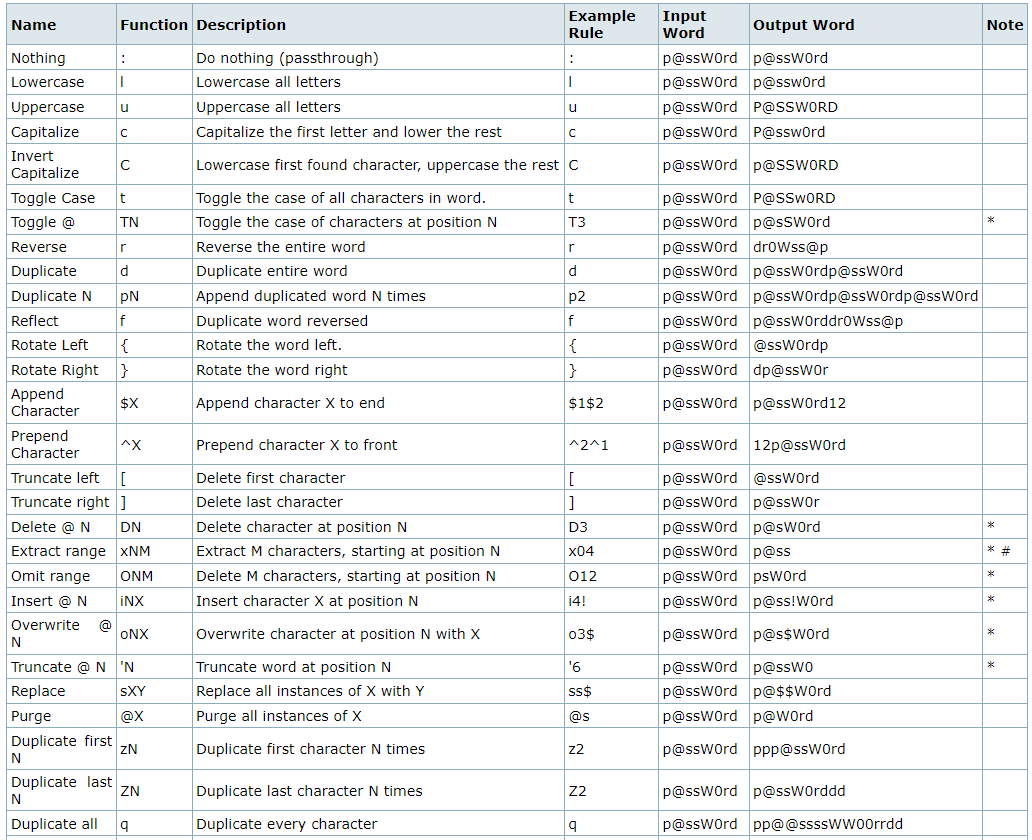 Name Function Description Example Rule Input Word Output Word Note
Nothing : Do nothing (passthrough) : p@ssW0rd p@ssW0rd
Lowercase l Lowercase all letters l p@ssW0rd p@ssw0rd
Uppercase u Uppercase all letters u p@ssW0rd P@SSW0RD
Capitalize c Capitalize the first letter and lower the rest c p@ssW0rd P@ssw0rd
Invert Capitalize C Lowercase first found character, uppercase the rest C p@ssW0rd p@SSW0RD
Toggle Case t Toggle the case of all characters in word. t p@ssW0rd P@SSw0RD
Toggle @ TN Toggle the case of characters at position N T3 p@ssW0rd p@sSW0rd *
Reverse r Reverse the entire word r p@ssW0rd dr0Wss@p
Duplicate d Duplicate entire word d p@ssW0rd p@ssW0rdp@ssW0rd
Duplicate N pN Append duplicated word N times p2 p@ssW0rd p@ssW0rdp@ssW0rdp@ssW0rd
Reflect f Duplicate word reversed f p@ssW0rd p@ssW0rddr0Wss@p
Rotate Left { Rotate the word left. { p@ssW0rd @ssW0rdp
Rotate Right } Rotate the word right } p@ssW0rd dp@ssW0r
Append Character $X Append character X to end $1$2 p@ssW0rd p@ssW0rd12
Prepend Character ^X Prepend character X to front ^2^1 p@ssW0rd 12p@ssW0rd
Truncate left [ Delete first character [ p@ssW0rd @ssW0rd
Truncate right ] Delete last character ] p@ssW0rd p@ssW0r
Delete @ N DN Delete character at position N D3 p@ssW0rd p@sW0rd *
Extract range xNM Extract M characters, starting at position N x04 p@ssW0rd p@ss * #
Omit range ONM Delete M characters, starting at position N O12 p@ssW0rd psW0rd *
Insert @ N iNX Insert character X at position N i4! p@ssW0rd p@ss!W0rd *
Overwrite @ N oNX Overwrite character at position N with X o3$ p@ssW0rd p@s$W0rd *
Truncate @ N 'N Truncate word at position N '6 p@ssW0rd p@ssW0 *
Replace sXY Replace all instances of X with Y ss$ p@ssW0rd p@$$W0rd
Purge @X Purge all instances of X @s p@ssW0rd p@W0rd
Duplicate first N zN Duplicate first character N times z2 p@ssW0rd ppp@ssW0rd
Duplicate last N ZN Duplicate last character N times Z2 p@ssW0rd p@ssW0rddd
Duplicate all q Duplicate every character q p@ssW0rd pp@@ssssWW00rrdd